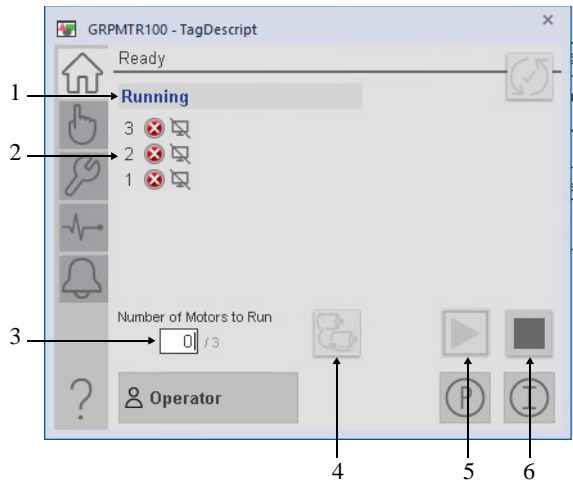 GRPMTR100 - TagDescript
Ready
1
Running
3
2
2
1
Number of Motors to Run
3
0 / 3
? Operator
P
I
4
5
6